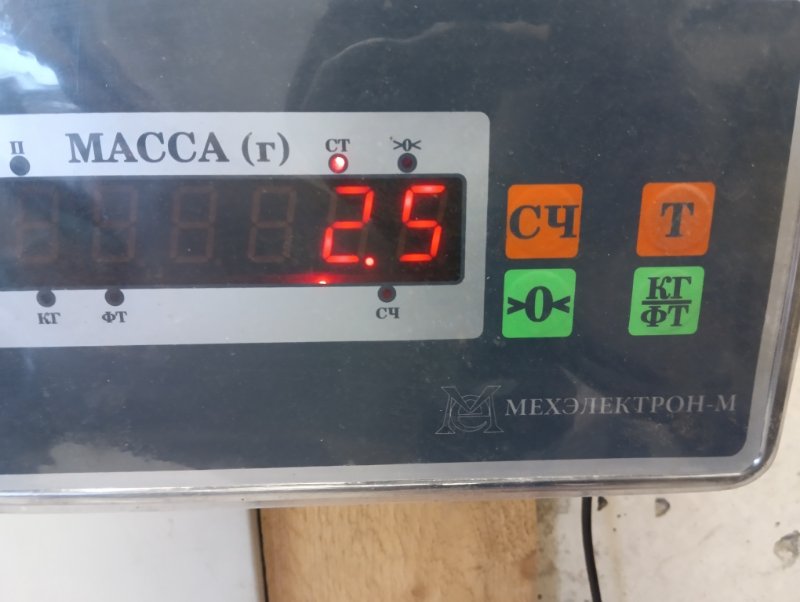 П МАССА (г) СТ >0<
2.5
КГ ФТ СЧ
СЧ Т
>0< КГ/ФТ
МЕХЭЛЕКТРОН-М